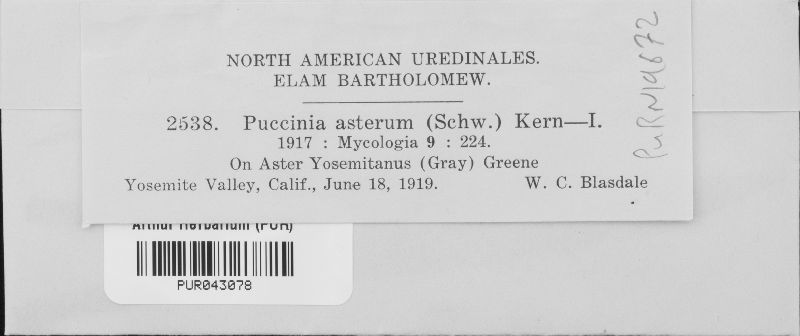 NORTH AMERICAN UREDINALES.
ELAM BARTHOLOMEW.
2538. Puccinia asterum (Schw.) Kern—I.
1917 : Mycologia 9 : 224.
On Aster Yosemitanus (Gray) Greene
Yosemite Valley, Calif., June 18, 1919. W. C. Blasdale
PURN19672
Arthur Herbarium (PUR)
PUR043078